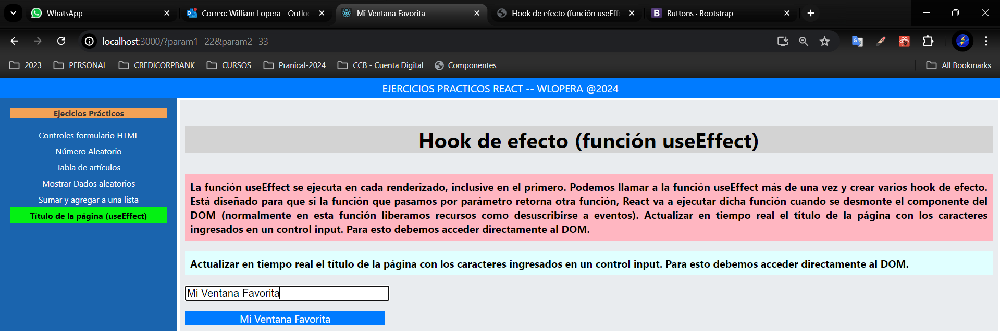 WhatsApp
Correo: William Lopera - Outloo
Mi Ventana Favorita
Hook de efecto (función useEffe
B Buttons · Bootstrap
localhost:3000/?param1=22&param2=33
2023 PERSONAL CREDICORPBANK CURSOS Pranical-2024 CCB - Cuenta Digital Componentes All Bookmarks
EJERCICIOS PRACTICOS REACT -- WLOPERA @2024
Ejecicios Prácticos
Controles formulario HTML
Número Aleatorio
Tabla de artículos
Mostrar Dados aleatorios
Sumar y agregar a una lista
Título de la página (useEffect)
Hook de efecto (función useEffect)
La función useEffect se ejecuta en cada renderizado, inclusive en el primero. Podemos llamar a la función useEffect más de una vez y crear varios hook de efecto.
Está diseñado para que si la función que pasamos por parámetro retorna otra función, React va a ejecutar dicha función cuando se desmonte el componente del
DOM (normalmente en esta función liberamos recursos como desuscribirse a eventos). Actualizar en tiempo real el título de la página con los caracteres
ingresados en un control input. Para esto debemos acceder directamente al DOM.
Actualizar en tiempo real el título de la página con los caracteres ingresados en un control input. Para esto debemos acceder directamente al DOM.
Mi Ventana Favorita
Mi Ventana Favorita